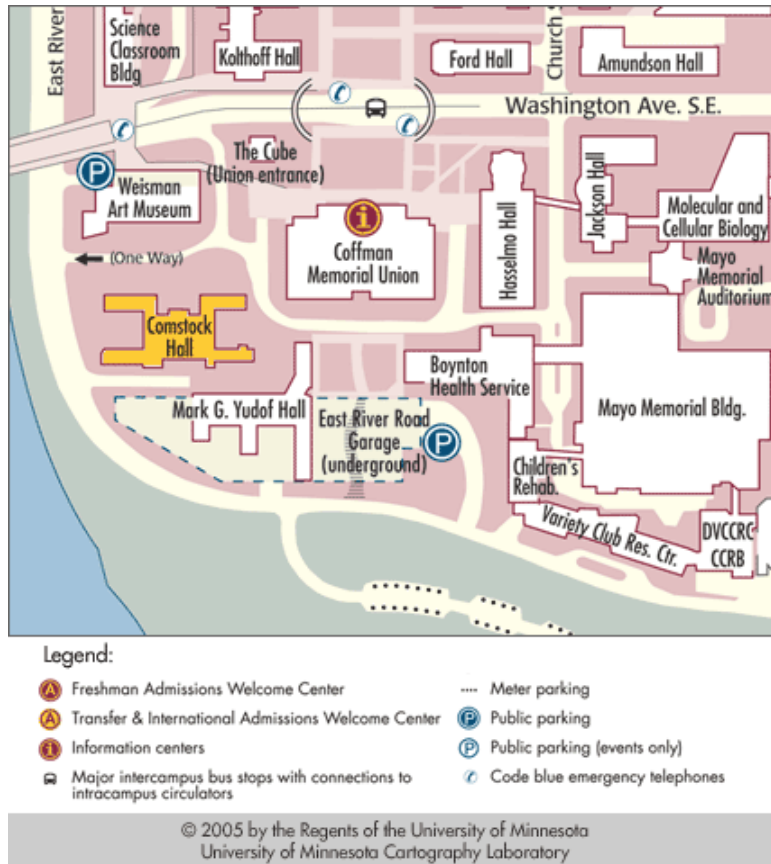 East River
Science
Classroom
Bldg
Kolthoff Hall
Ford Hall
Church S
Amundson Hall
Washington Ave. S.E.
P
Weisman
Art Museum
The Cube
(Union entrance)
i
Coffman
Memorial Union
Hasselmo Hall
Jackson Hall
Molecular and
Cellular Biology
Mayo
Memorial
Auditorium
(One Way)
Comstock
Hall
Boynton
Health Service
Mayo Memorial Bldg.
Mark G. Yudof Hall
East River Road
Garage
(underground)
P
Children's
Rehab.
Variety Club Res. Ctr.
DVCCRC
CCRB
Legend:
A Freshman Admissions Welcome Center
A Transfer & International Admissions Welcome Center
i Information centers
Major intercampus bus stops with connections to
intracampus circulators
Meter parking
P Public parking
P Public parking (events only)
Code blue emergency telephones
© 2005 by the Regents of the University of Minnesota
University of Minnesota Cartography Laboratory